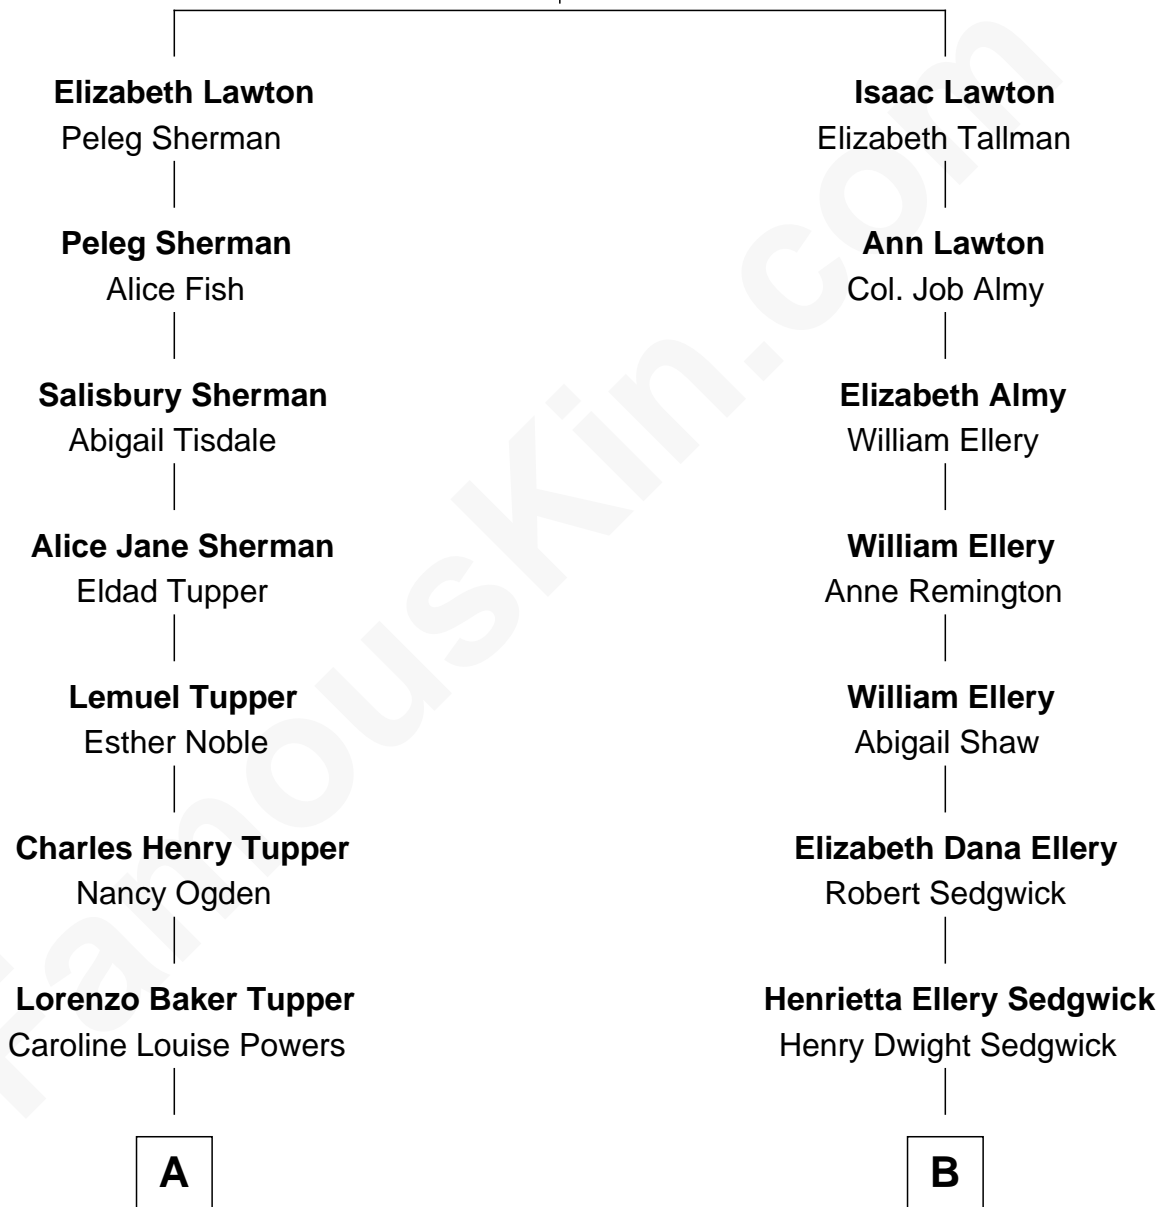 Elizabeth Lawton
Peleg Sherman
Isaac Lawton
Elizabeth Tallman
Peleg Sherman
Alice Fish
Ann Lawton
Col. Job Almy
Salisbury Sherman
Abigail Tisdale
Elizabeth Almy
William Ellery
Alice Jane Sherman
Eldad Tupper
William Ellery
Anne Remington
Lemuel Tupper
Esther Noble
William Ellery
Abigail Shaw
Charles Henry Tupper
Nancy Ogden
Elizabeth Dana Ellery
Robert Sedgwick
Lorenzo Baker Tupper
Caroline Louise Powers
Henrietta Ellery Sedgwick
Henry Dwight Sedgwick
A
B
FamousKin.com